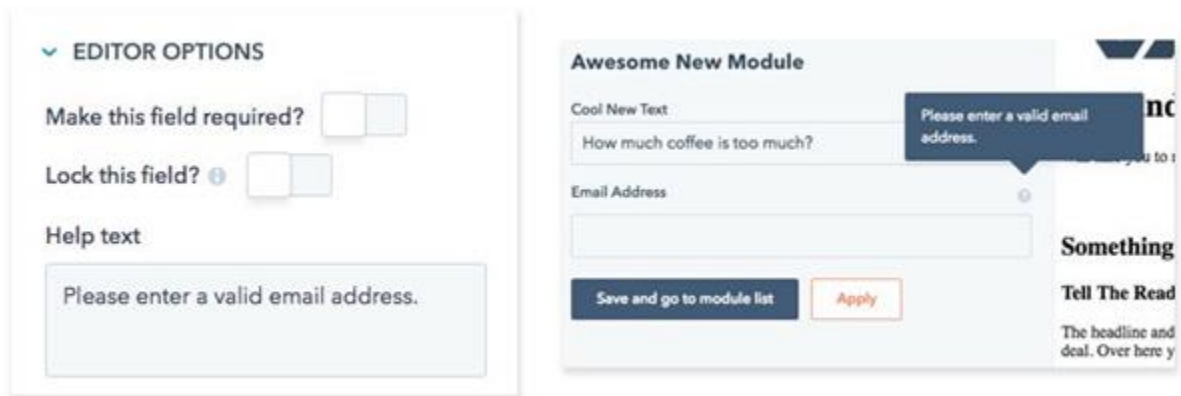 EDITOR OPTIONS
Make this field required?
Lock this field?
Help text
Please enter a valid email address.
Awesome New Module
Cool New Text
How much coffee is too much?
Please enter a valid email
address.
Email Address
Save and go to module list
Apply
you to
Something
Tell The Read
The headline and
deal. Over here y